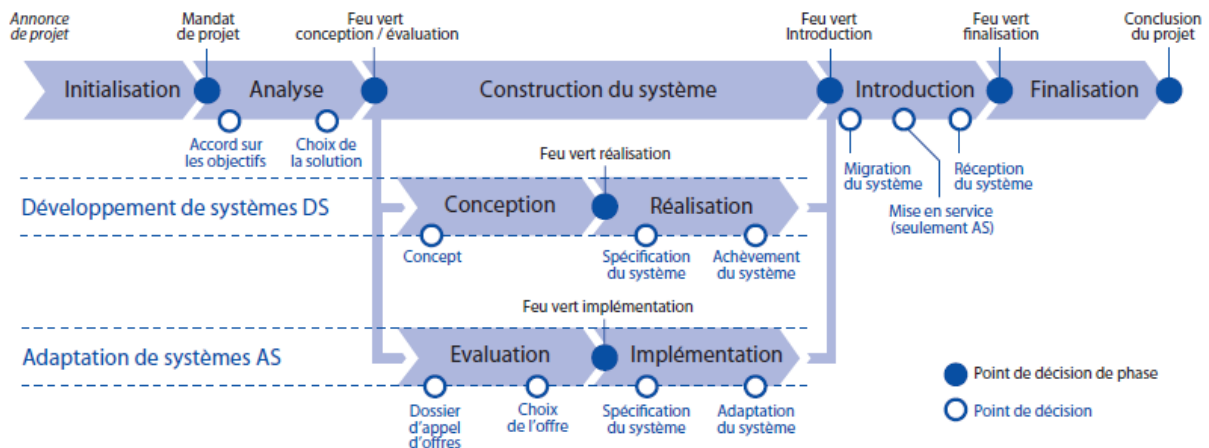 Annonce
de projet
Mandat
de projet
Feu vert
conception / évaluation
Feu vert
Introduction
Feu vert
finalisation
Conclusion
du projet
Initialisation
Analyse
Construction du système
Introduction
Finalisation
Accord sur
les objectifs
Choix de
la solution
Migration
du système
Mise en service
(seulement AS)
Réception
du système
Feu vert réalisation
Développement de systèmes DS
Conception
Réalisation
Concept
Spécification
du système
Achèvement
du système
Feu vert implémentation
Adaptation de systèmes AS
Evaluation
Implémentation
Dossier
d'appel
d'offres
Choix
de l'offre
Spécification
du système
Adaptation
du système
Point de décision de phase
Point de décision